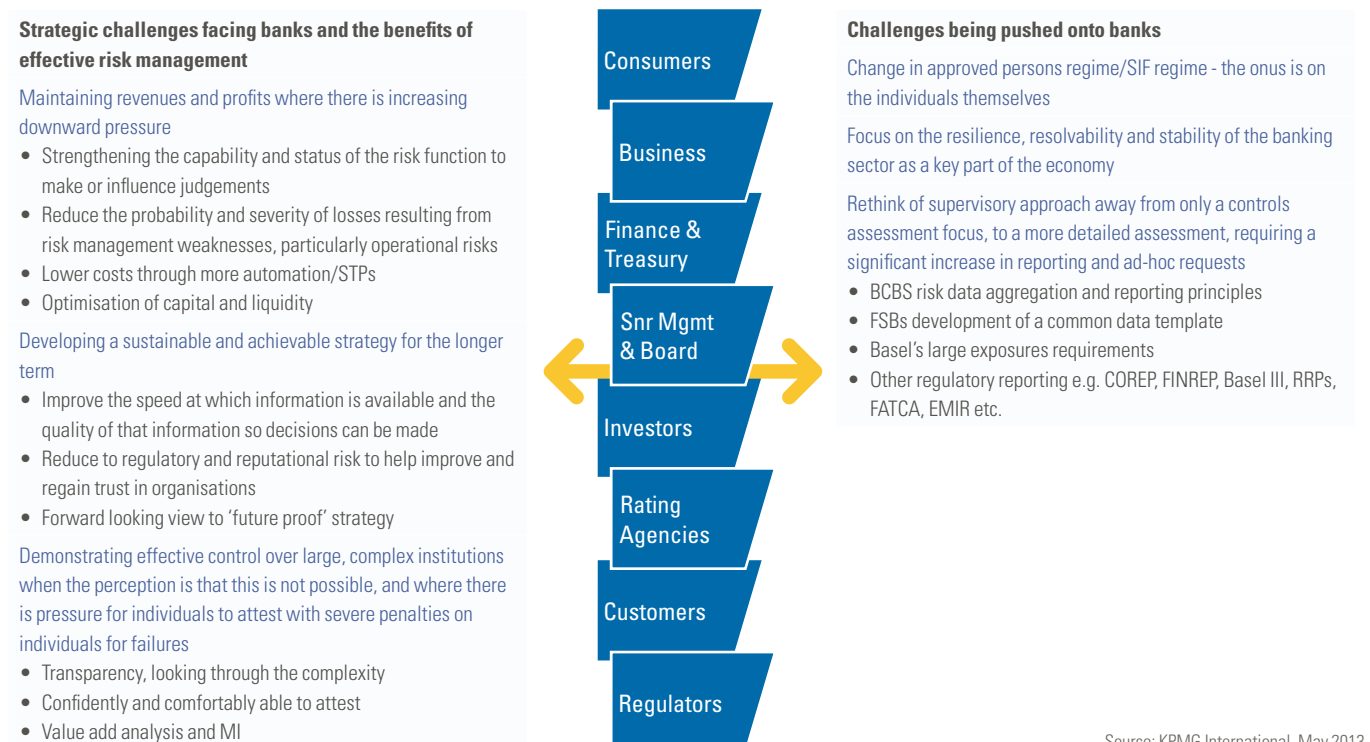 Strategic challenges facing banks and the benefits of
effective risk management
Maintaining revenues and profits where there is increasing
downward pressure
• Strengthening the capability and status of the risk function to
make or influence judgements
• Reduce the probability and severity of losses resulting from
risk management weaknesses, particularly operational risks
• Lower costs through more automation/STPs
• Optimisation of capital and liquidity
Developing a sustainable and achievable strategy for the longer
term
• Improve the speed at which information is available and the
quality of that information so decisions can be made
• Reduce to regulatory and reputational risk to help improve and
regain trust in organisations
• Forward looking view to ‘future proof’ strategy
Demonstrating effective control over large, complex institutions
when the perception is that this is not possible, and where there
is pressure for individuals to attest with severe penalties on
individuals for failures
• Transparency, looking through the complexity
• Confidently and comfortably able to attest
• Value add analysis and MI
Consumers
Business
Finance &
Treasury
Snr Mgmt
& Board
Investors
Rating
Agencies
Customers
Regulators
Challenges being pushed onto banks
Change in approved persons regime/SIF regime - the onus is on
the individuals themselves
Focus on the resilience, resolvability and stability of the banking
sector as a key part of the economy
Rethink of supervisory approach away from only a controls
assessment focus, to a more detailed assessment, requiring a
significant increase in reporting and ad-hoc requests
• BCBS risk data aggregation and reporting principles
• FSBs development of a common data template
• Basel's large exposures requirements
• Other regulatory reporting e.g. COREP, FINREP, Basel III, RRPs,
FATCA, EMIR etc.
Source: KPMG International, May 2013